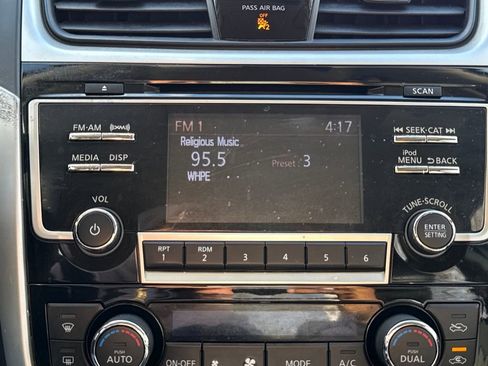 PASS AIR BAG
OFF
2
SCAN
FM·AM
MEDIA DISP
VOL
FM 1 4:17
Religious Music
95.5 Preset : 3
WHPE
SEEK·CAT
iPod
MENU BACK
TUNE·SCROLL
ENTER
SETTING
RPT
1
RDM
2
3
4
5
6
PUSH
AUTO
ON·OFF
MODE
A/C
PUSH
DUAL